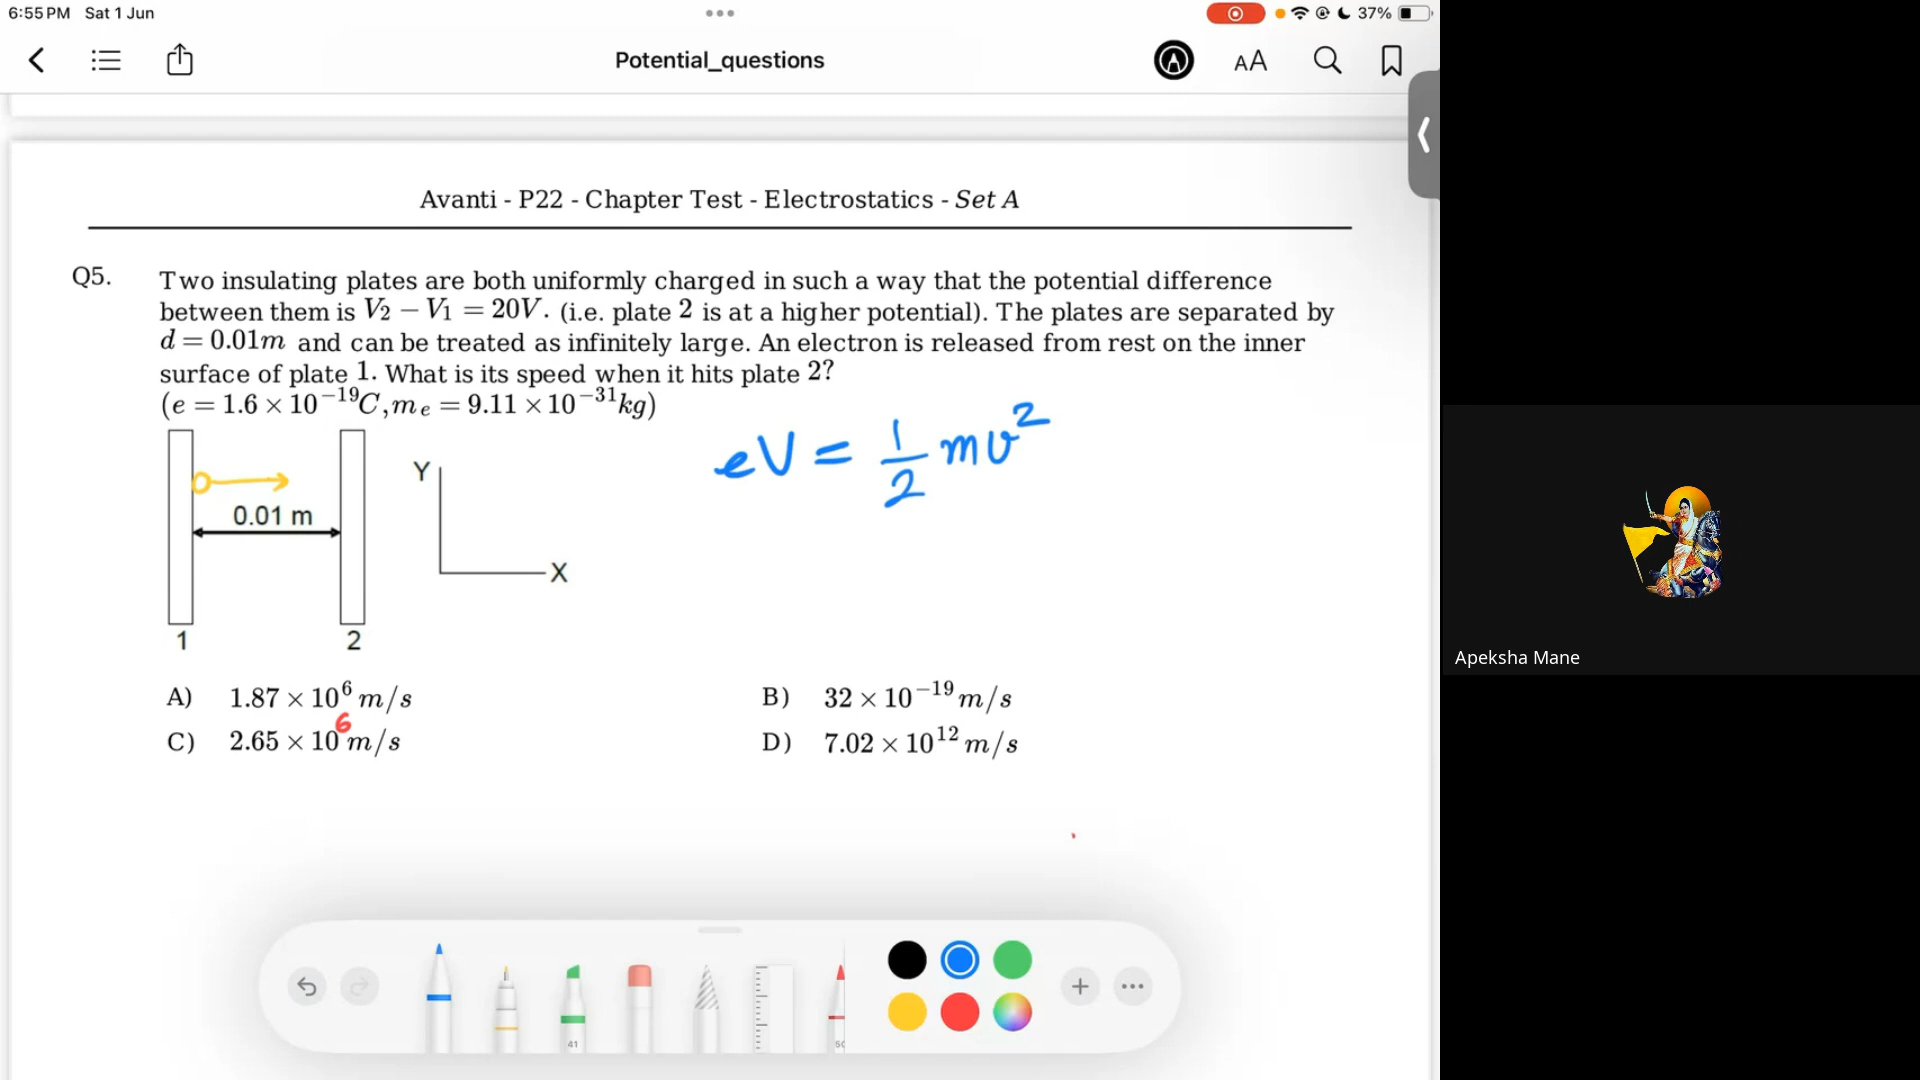 6:55 PM Sat 1 Jun
37%
Potential_questions
AA
Avanti - P22 - Chapter Test - Electrostatics - Set A
Q5. Two insulating plates are both uniformly charged in such a way that the potential difference
between them is V₂ − V₁ = 20V. (i.e. plate 2 is at a higher potential). The plates are separated by
d = 0.01m and can be treated as infinitely large. An electron is released from rest on the inner
surface of plate 1. What is its speed when it hits plate 2?
(e = 1.6 × 10⁻¹⁹C, mₑ = 9.11 × 10⁻³¹kg)
eV = 1/2 mv²
Y
0.01 m
X
1 2
A) 1.87 × 10⁶ m/s B) 32 × 10⁻¹⁹ m/s
C) 2.65 × 10⁶ m/s D) 7.02 × 10¹² m/s
Apeksha Mane
41
50